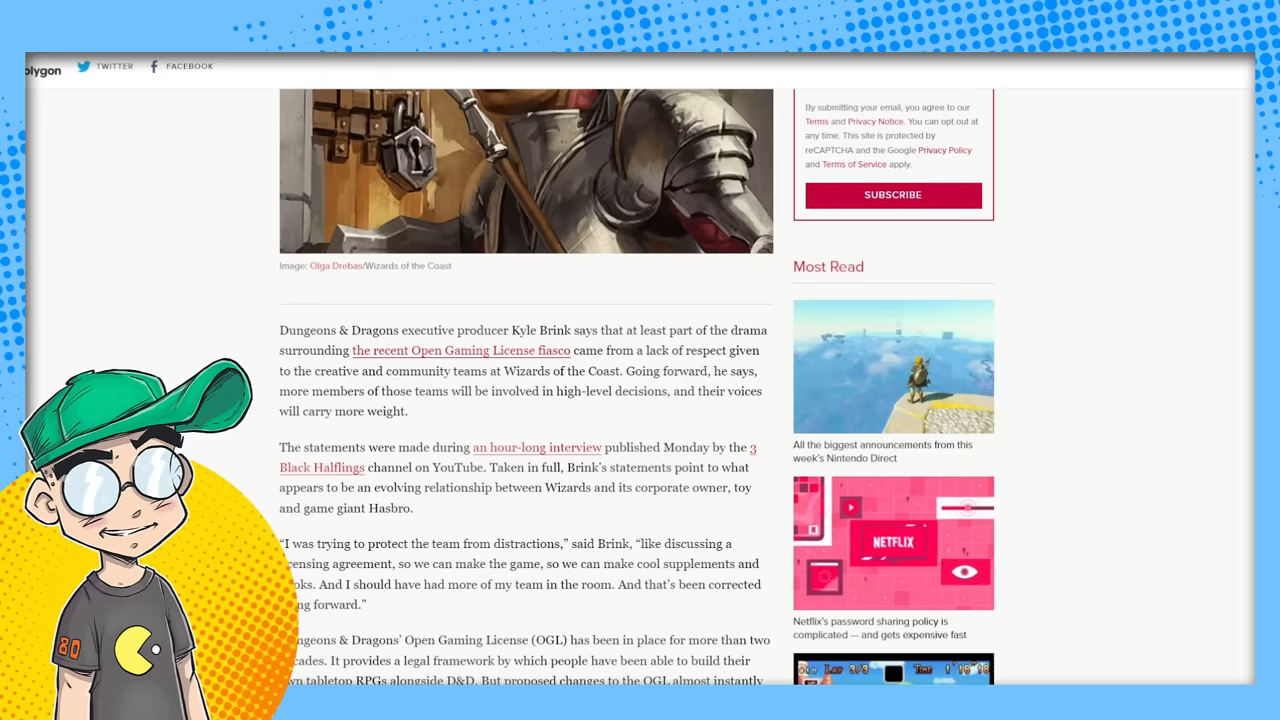 olygon TWITTER FACEBOOK
By submitting your email, you agree to our
Terms and Privacy Notice. You can opt out at
any time. This site is protected by
reCAPTCHA and the Google Privacy Policy
and Terms of Service apply.
SUBSCRIBE
Image: Olga Drebas/Wizards of the Coast
Dungeons & Dragons executive producer Kyle Brink says that at least part of the drama
surrounding the recent Open Gaming License fiasco came from a lack of respect given
to the creative and community teams at Wizards of the Coast. Going forward, he says,
more members of those teams will be involved in high-level decisions, and their voices
will carry more weight.
The statements were made during an hour-long interview published Monday by the 3
Black Halflings channel on YouTube. Taken in full, Brink's statements point to what
appears to be an evolving relationship between Wizards and its corporate owner, toy
and game giant Hasbro.
“I was trying to protect the team from distractions,” said Brink, “like discussing a
censing agreement, so we can make the game, so we can make cool supplements and
oks. And I should have had more of my team in the room. And that's been corrected
ng forward.”
ngeons & Dragons' Open Gaming License (OGL) has been in place for more than two
cades. It provides a legal framework by which people have been able to build their
wn tabletop RPGs alongside D&D. But proposed changes to the OGL almost instantly
Most Read
All the biggest announcements from this
week's Nintendo Direct
NETFLIX
Netflix's password sharing policy is
complicated — and gets expensive fast
Lap 3/3 Time
80